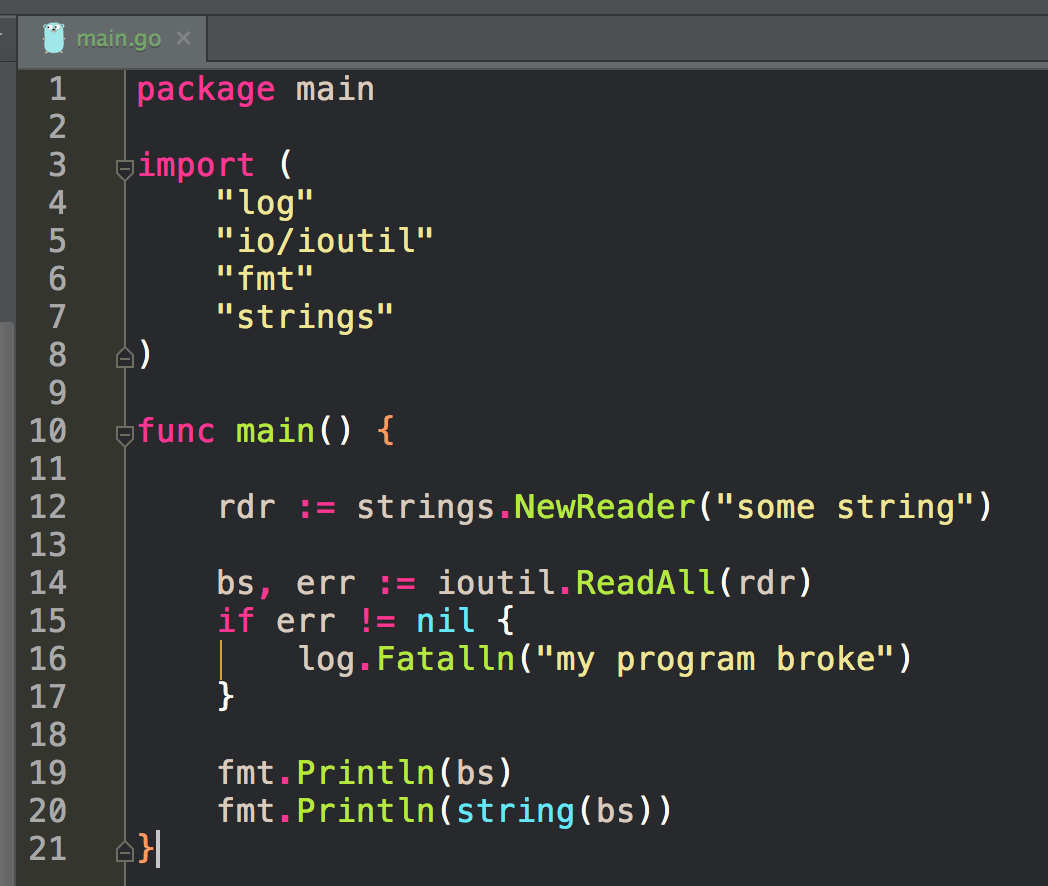 main.go
1 package main
2
3 import (
4     "log"
5     "io/ioutil"
6     "fmt"
7     "strings"
8 )
9
10 func main() {
11
12     rdr := strings.NewReader("some string")
13
14     bs, err := ioutil.ReadAll(rdr)
15     if err != nil {
16         log.Fatalln("my program broke")
17     }
18
19     fmt.Println(bs)
20     fmt.Println(string(bs))
21 }